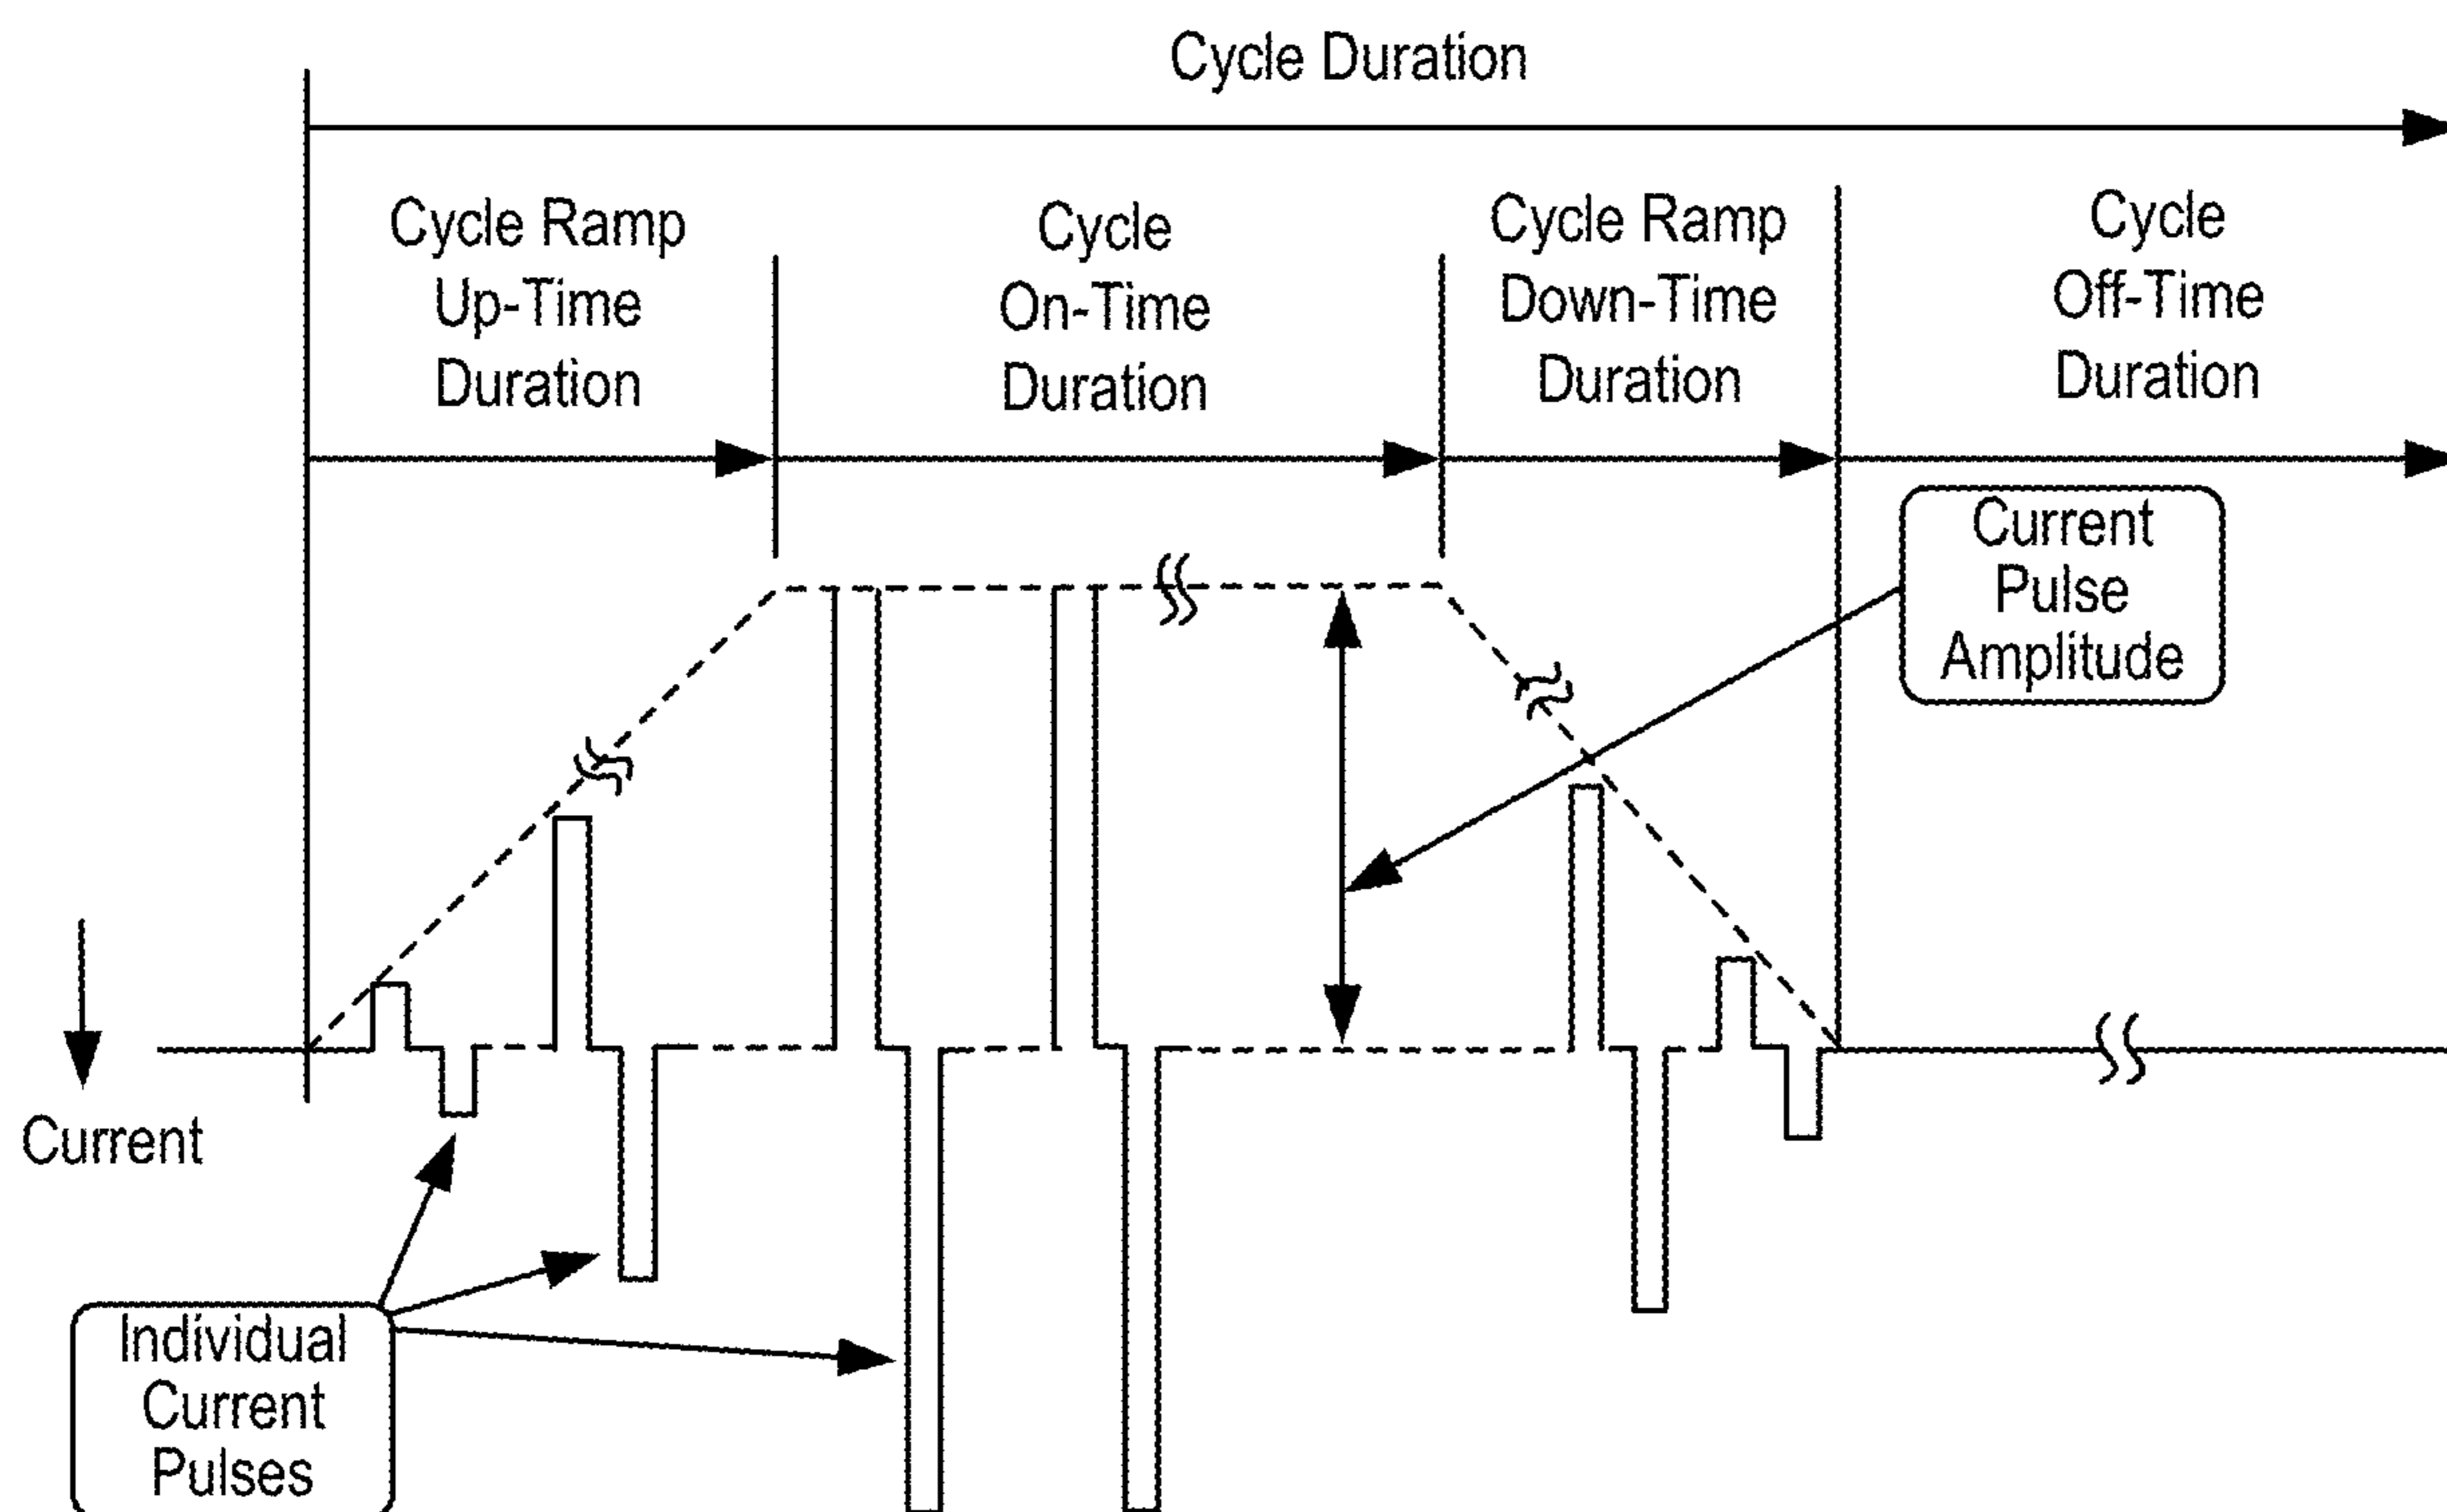 Cycle Duration
Cycle Ramp
Up-Time
Duration
Cycle
On-Time
Duration
Cycle Ramp
Down-Time
Duration
Cycle
Off-Time
Duration
Current
Pulse
Amplitude
Current
Individual
Current
Pulses